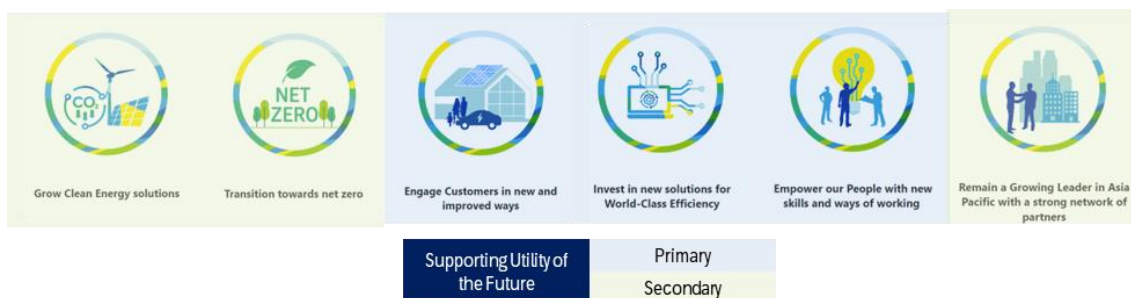 CO₂
NET
ZERO
Grow Clean Energy solutions
Transition towards net zero
Engage Customers in new and
improved ways
Invest in new solutions for
World-Class Efficiency
Empower our People with new
skills and ways of working
Remain a Growing Leader in Asia
Pacific with a strong network of
partners
Supporting Utility of
the Future
Primary
Secondary